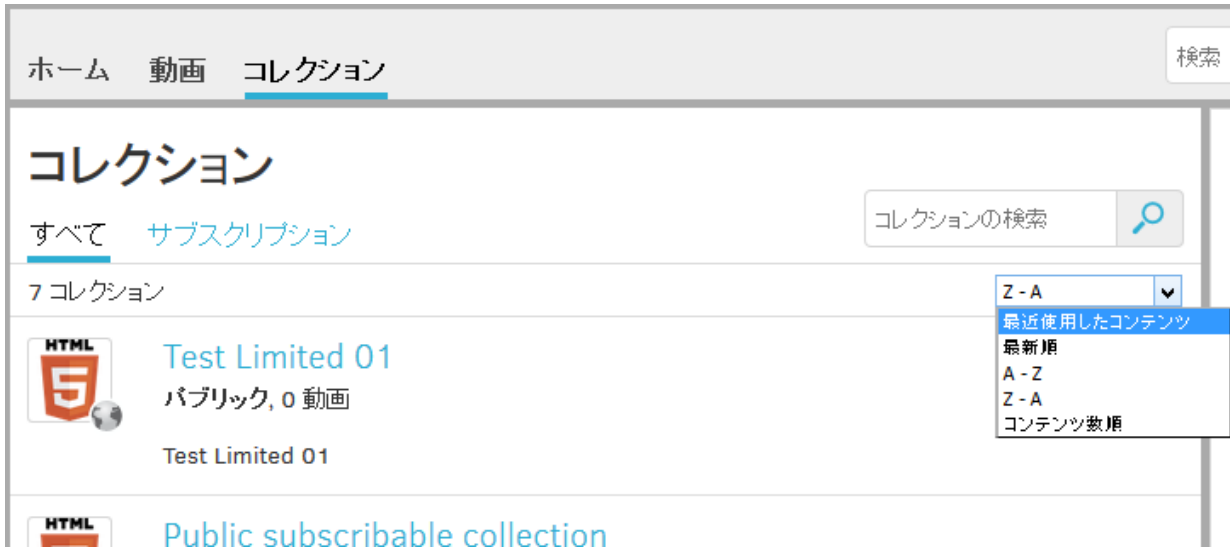 ホーム 動画 コレクション 検索
コレクション
すべて サブスクリプション コレクションの検索
7 コレクション Z - A
最近使用したコンテンツ
最新順
A - Z
Z - A
コンテンツ数順
HTML
5
Test Limited 01
パブリック, 0 動画
Test Limited 01
HTML
Public subscribable collection